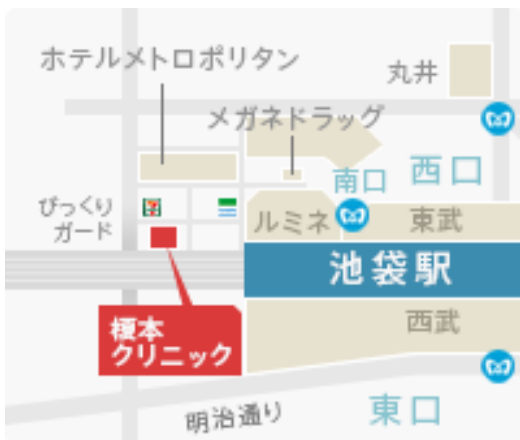 ホテルメトロポリタン
丸井
メガネドラッグ
南口
西口
びっくり
ガード
7
ルミネ
東武
池袋駅
西武
榎本
クリニック
明治通り
東口